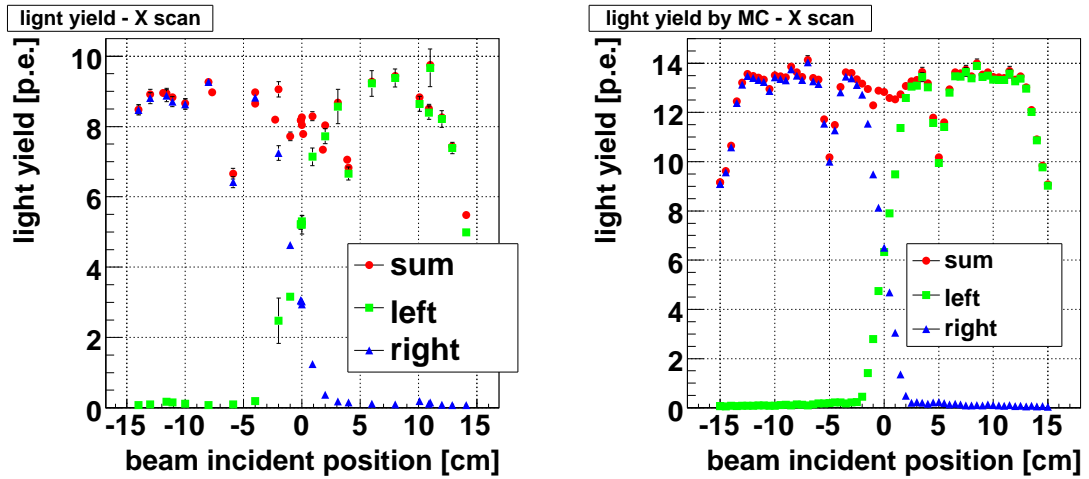 lignt yield - X scan
light yield [p.e.]
10
8
6
4
2
0
sum
left
right
-15 -10 -5 0 5 10 15
beam incident position [cm]
light yield by MC - X scan
light yield [p.e.]
14
12
10
8
6
4
2
0
sum
left
right
-15 -10 -5 0 5 10 15
beam incident position [cm]